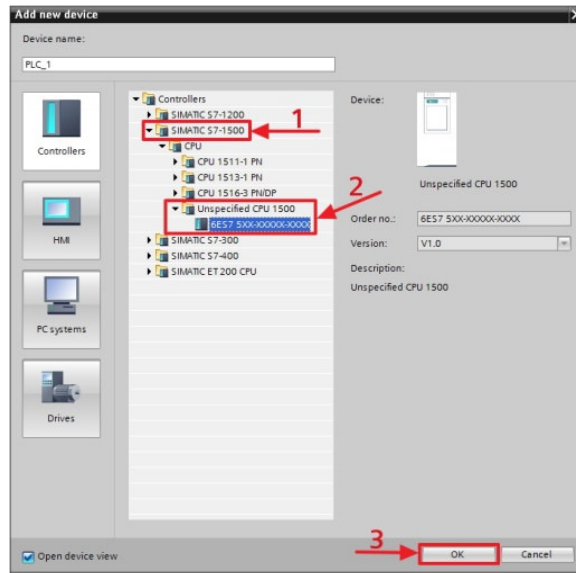 Add new device
Device name:
PLC_1
Controllers
HMI
PC systems
Drives
Controllers
SIMATIC S7-1200
SIMATIC S7-1500
CPU
CPU 1511-1 PN
CPU 1513-1 PN
CPU 1516-3 PN/DP
Unspecified CPU 1500
6ES7 5XX-XXXXX-XXXX
SIMATIC S7-300
SIMATIC S7-400
SIMATIC ET 200 CPU
1
2
Device:
Unspecified CPU 1500
Order no.: 6ES7 5XX-XXXXX-XXXX
Version: V1.0
Description:
Unspecified CPU 1500
Open device view
3
OK
Cancel